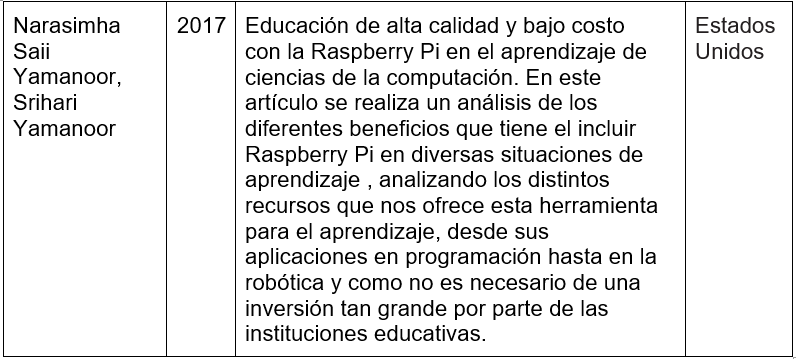 Narasimha
Saii
Yamanoor,
Srihari
Yamanoor
2017
Educación de alta calidad y bajo costo
con la Raspberry Pi en el aprendizaje de
ciencias de la computación. En este
artículo se realiza un análisis de los
diferentes beneficios que tiene el incluir
Raspberry Pi en diversas situaciones de
aprendizaje , analizando los distintos
recursos que nos ofrece esta herramienta
para el aprendizaje, desde sus
aplicaciones en programación hasta en la
robótica y como no es necesario de una
inversión tan grande por parte de las
instituciones educativas.
Estados
Unidos